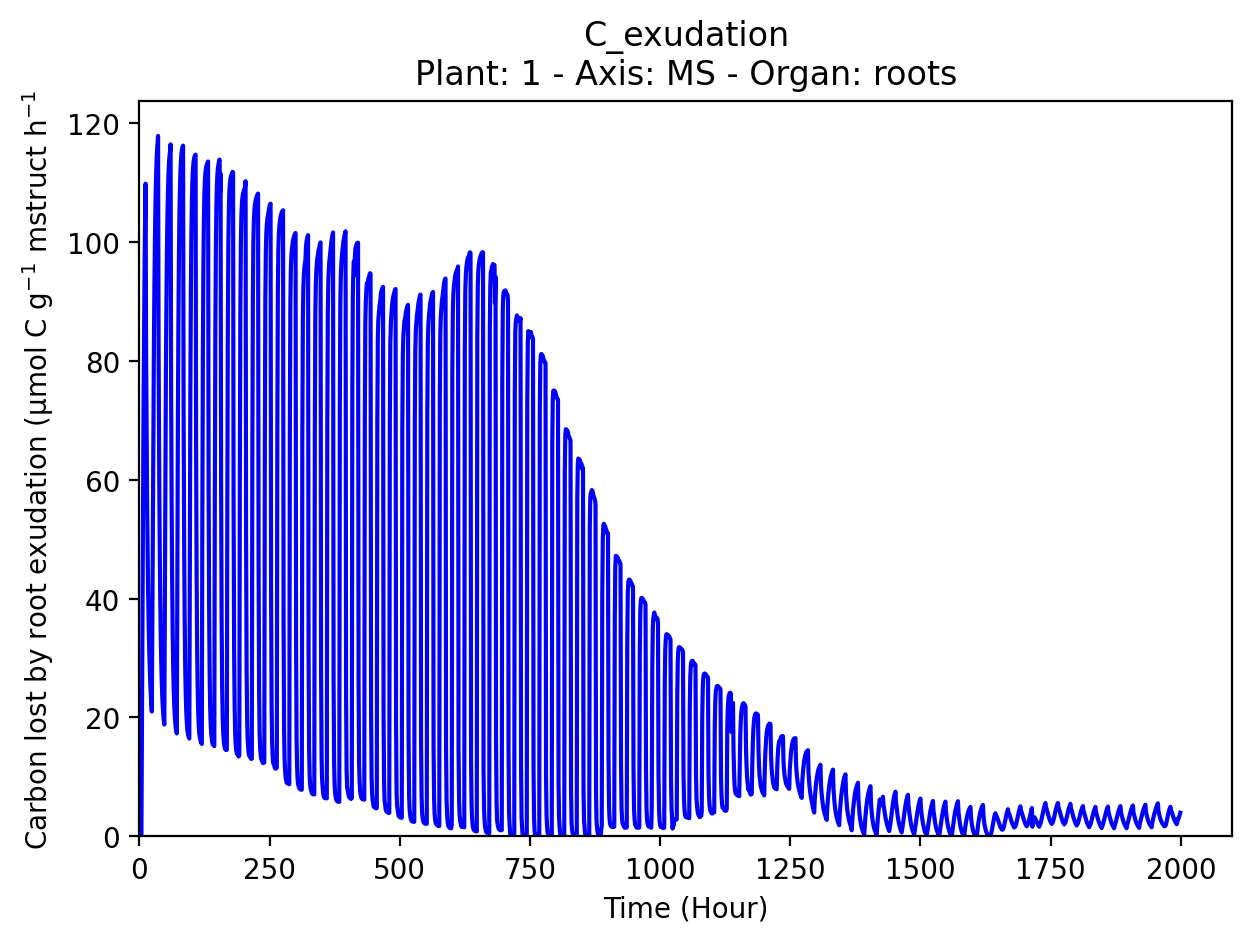 C_exudation
Plant: 1 - Axis: MS - Organ: roots
Carbon lost by root exudation (µmol C g⁻¹ mstruct h⁻¹
120
100
80
60
40
20
0
0 250 500 750 1000 1250 1500 1750 2000
Time (Hour)